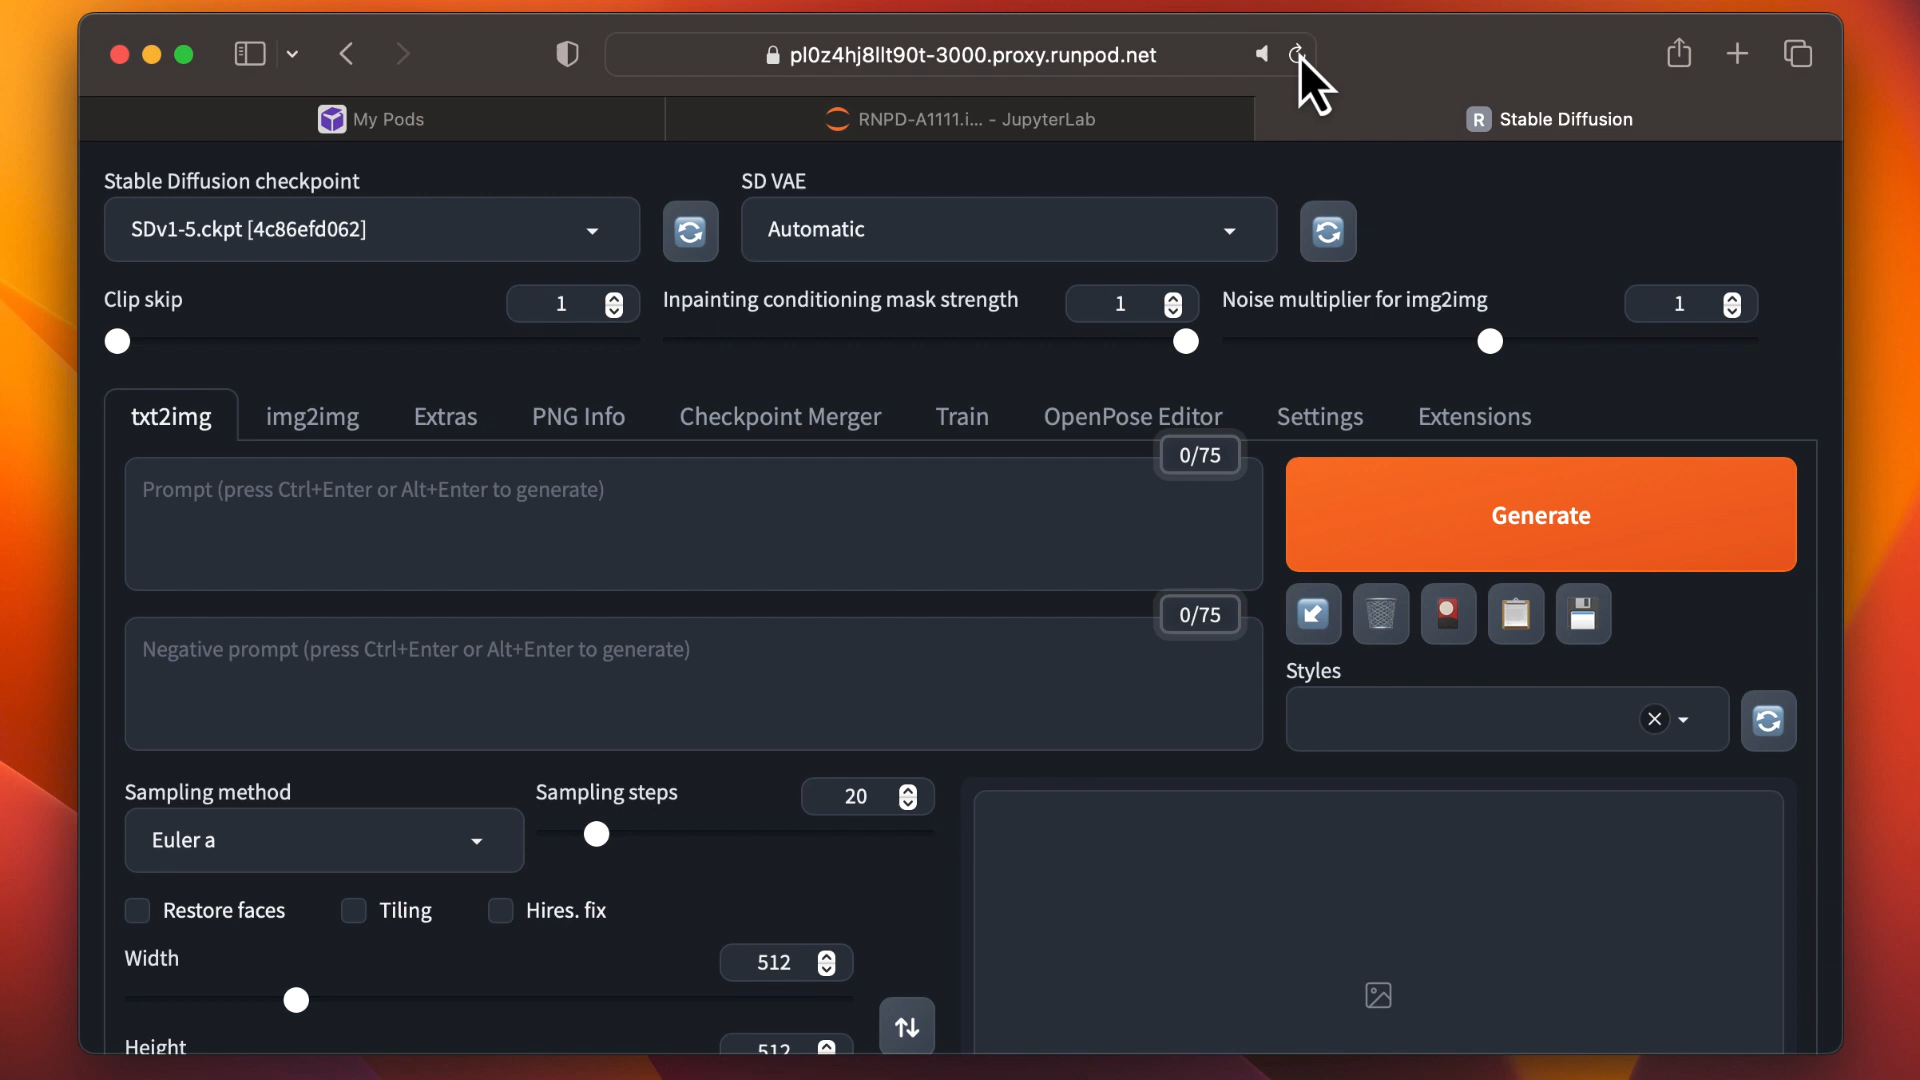 pl0z4hj8llt90t-3000.proxy.runpod.net
My Pods
RNPD-A1111.i... - JupyterLab
R Stable Diffusion
Stable Diffusion checkpoint
SD VAE
SDv1-5.ckpt [4c86efd062]
Automatic
Clip skip
1
Inpainting conditioning mask strength
1
Noise multiplier for img2img
1
txt2img
img2img
Extras
PNG Info
Checkpoint Merger
Train
OpenPose Editor
Settings
Extensions
0/75
Prompt (press Ctrl+Enter or Alt+Enter to generate)
Generate
0/75
Negative prompt (press Ctrl+Enter or Alt+Enter to generate)
Styles
Sampling method
Sampling steps
20
Euler a
Restore faces
Tiling
Hires. fix
Width
512
Height
512